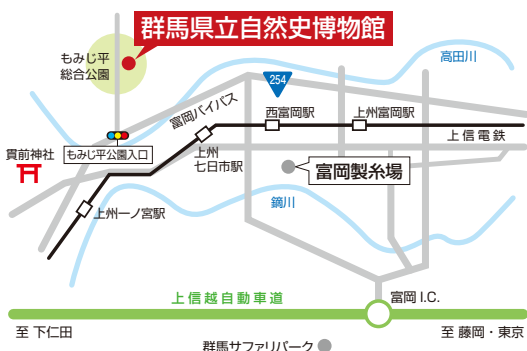 群馬県立自然史博物館
もみじ平
総合公園
高田川
254
富岡バイパス
西富岡駅
上州富岡駅
上信電鉄
貫前神社
もみじ平公園入口
上州
七日市駅
富岡製糸場
上州一ノ宮駅
鏑川
上信越自動車道
富岡 I.C.
至 下仁田
至 藤岡・東京
群馬サファリパーク